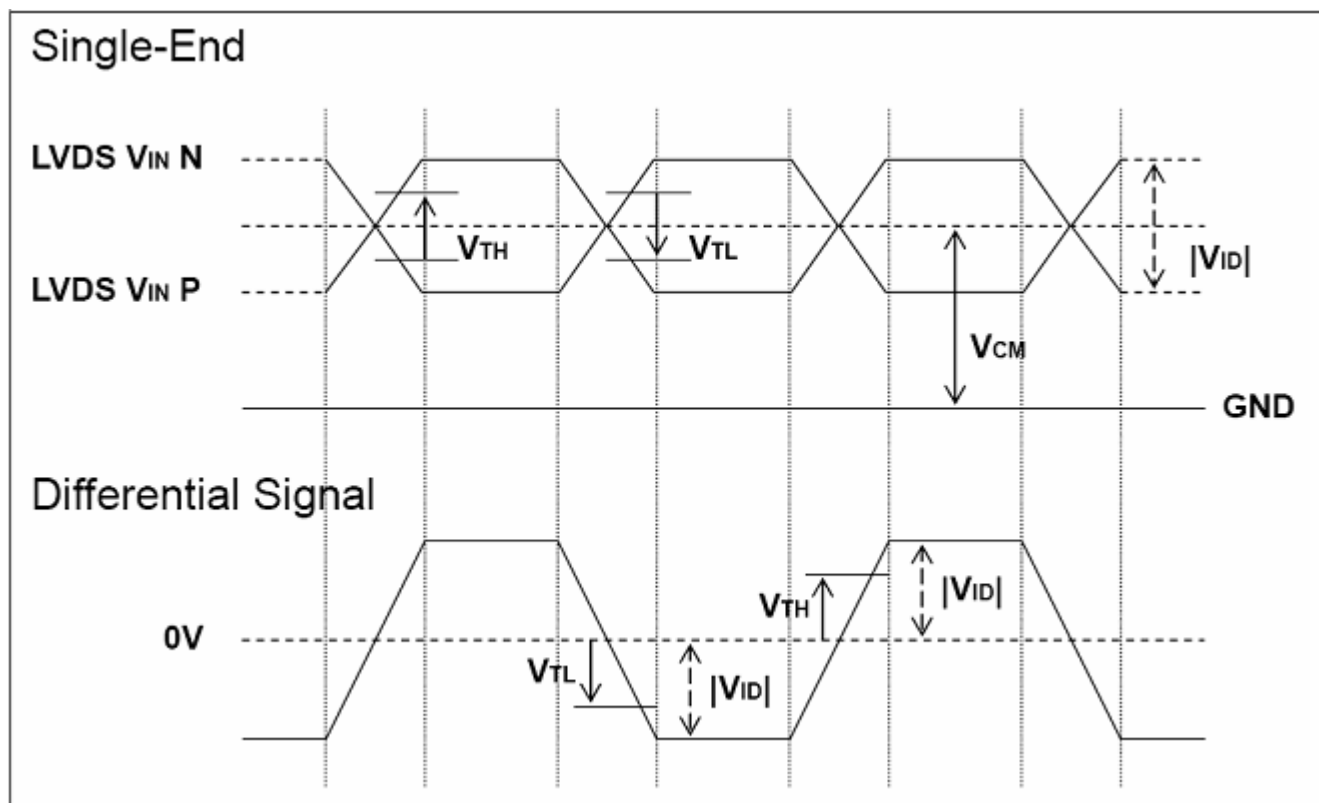 Single-End
LVDS VIN N
VTH
VTL
|VID|
LVDS VIN P
VCM
GND
Differential Signal
VTH
|VID|
0V
VTL
|VID|